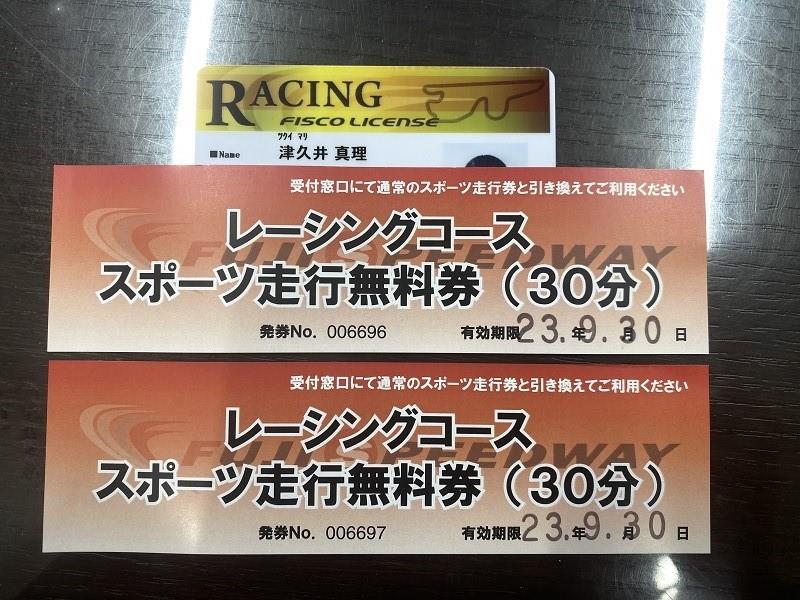 RACING
FISCO LICENSE
ツクイ マリ
■Name 津久井 真理
受付窓口にて通常のスポーツ走行券と引き換えてご利用ください
FUJI SPEEDWAY
レーシングコース
スポーツ走行無料券（30分）
発券No. 006696 有効期限23年9月30日
受付窓口にて通常のスポーツ走行券と引き換えてご利用ください
FUJI SPEEDWAY
レーシングコース
スポーツ走行無料券（30分）
発券No. 006697 有効期限23年9月30日